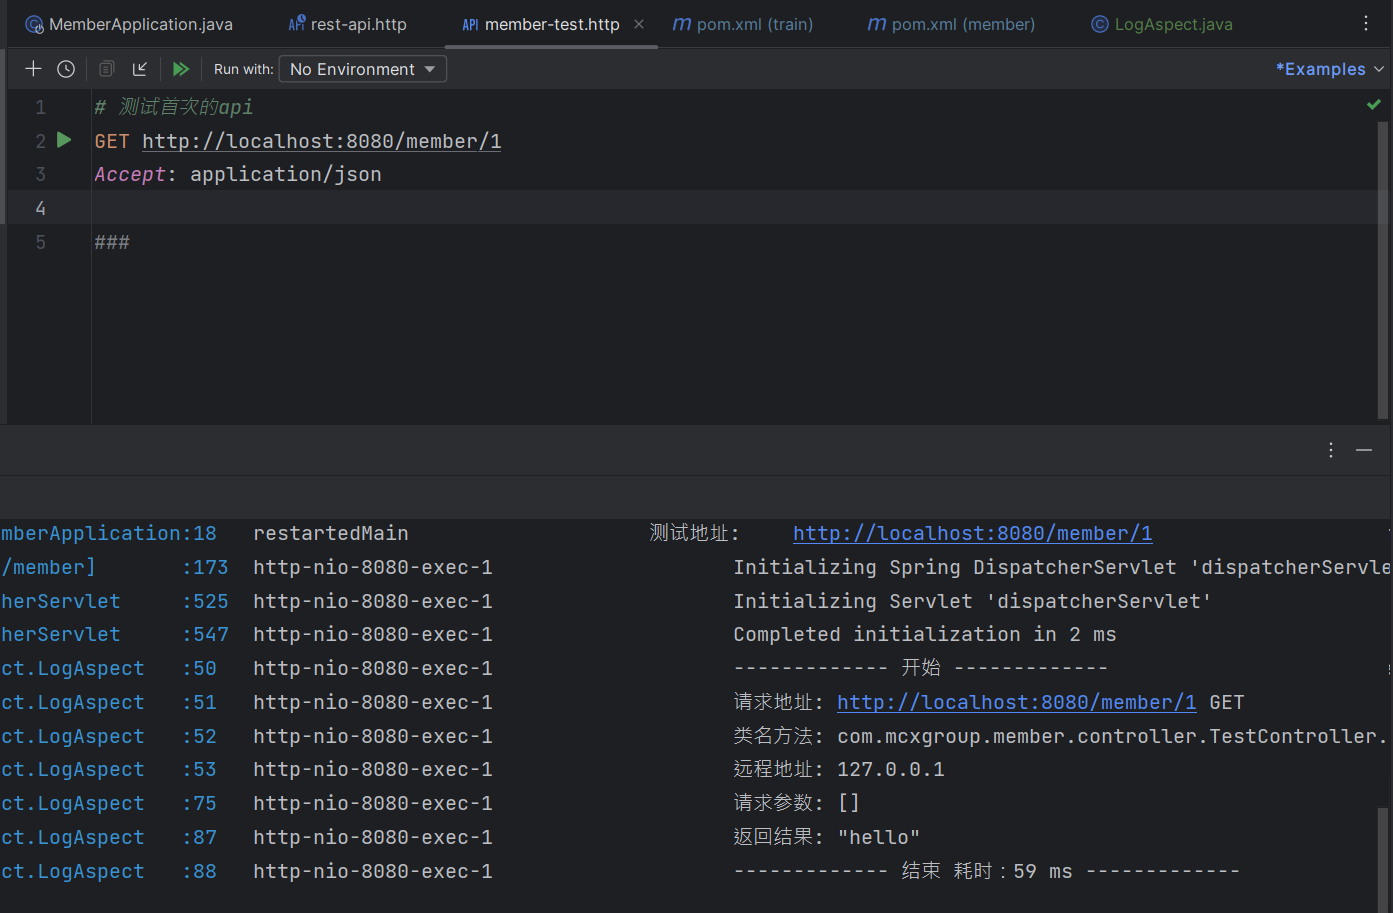 MemberApplication.java rest-api.http member-test.http pom.xml (train) pom.xml (member) LogAspect.java
Run with: No Environment *Examples
1 # 测试首次的api
2 GET http://localhost:8080/member/1
3 Accept: application/json
4
5 ###
mberApplication:18 restartedMain 测试地址: http://localhost:8080/member/1
/member] :173 http-nio-8080-exec-1 Initializing Spring DispatcherServlet 'dispatcherServle
herServlet :525 http-nio-8080-exec-1 Initializing Servlet 'dispatcherServlet'
herServlet :547 http-nio-8080-exec-1 Completed initialization in 2 ms
ct.LogAspect :50 http-nio-8080-exec-1 ------------- 开始 -------------
ct.LogAspect :51 http-nio-8080-exec-1 请求地址: http://localhost:8080/member/1 GET
ct.LogAspect :52 http-nio-8080-exec-1 类名方法: com.mcxgroup.member.controller.TestController.
ct.LogAspect :53 http-nio-8080-exec-1 远程地址: 127.0.0.1
ct.LogAspect :75 http-nio-8080-exec-1 请求参数: []
ct.LogAspect :87 http-nio-8080-exec-1 返回结果: "hello"
ct.LogAspect :88 http-nio-8080-exec-1 ------------- 结束 耗时：59 ms -------------